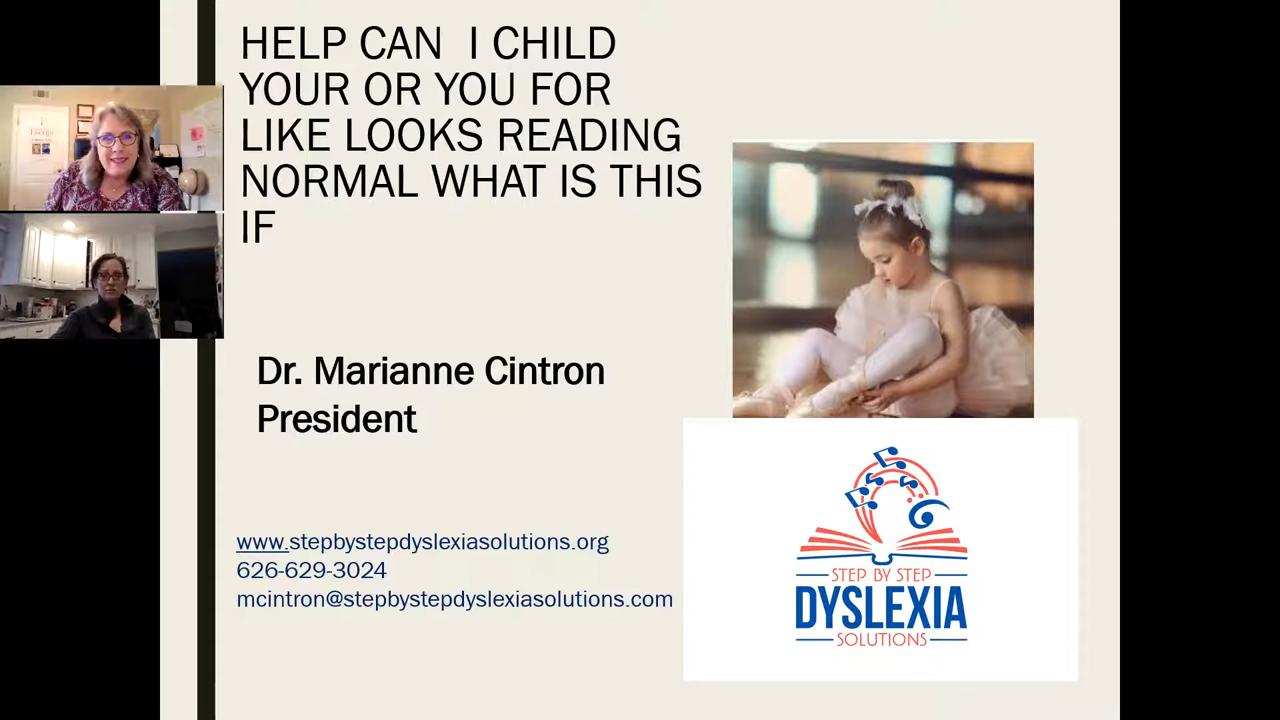 HELP CAN  I CHILD
YOUR OR YOU FOR
LIKE LOOKS READING
NORMAL WHAT IS THIS
IF
Dr. Marianne Cintron
President
www.stepbystepdyslexiasolutions.org
626-629-3024
mcintron@stepbystepdyslexiasolutions.com
STEP BY STEP
DYSLEXIA
SOLUTIONS